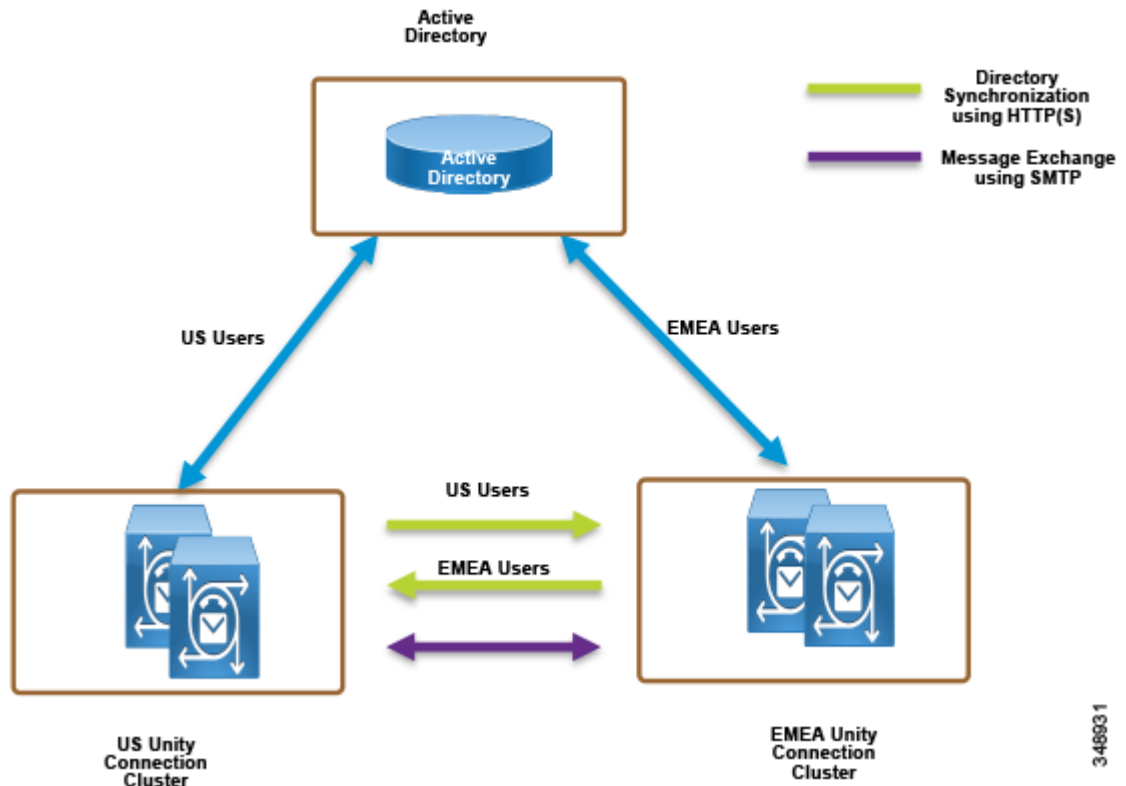 Active
Directory
Active
Directory
Directory
Synchronization
using HTTP(S)
Message Exchange
using SMTP
US Users
EMEA Users
US Users
EMEA Users
US Unity
Connection
Cluster
EMEA Unity
Connection
Cluster
348931